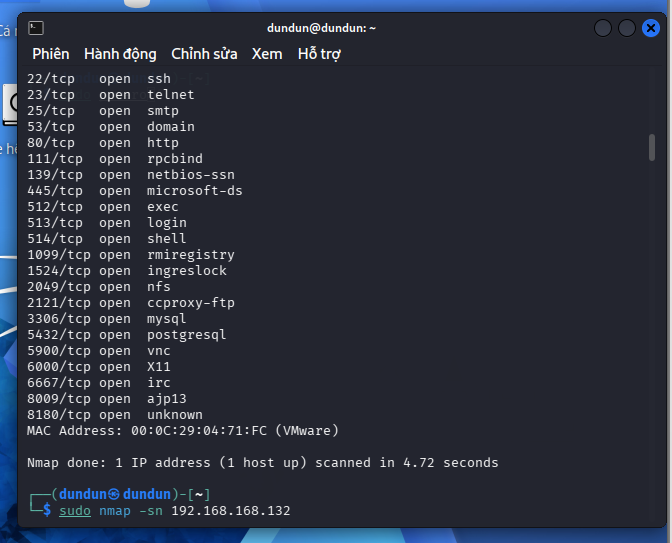 dundun@dundun: ~
Phiên Hành động Chỉnh sửa Xem Hỗ trợ
22/tcp open ssh
23/tcp open telnet
25/tcp open smtp
53/tcp open domain
80/tcp open http
111/tcp open rpcbind
139/tcp open netbios-ssn
445/tcp open microsoft-ds
512/tcp open exec
513/tcp open login
514/tcp open shell
1099/tcp open rmiregistry
1524/tcp open ingreslock
2049/tcp open nfs
2121/tcp open ccproxy-ftp
3306/tcp open mysql
5432/tcp open postgresql
5900/tcp open vnc
6000/tcp open X11
6667/tcp open irc
8009/tcp open ajp13
8180/tcp open unknown
MAC Address: 00:0C:29:04:71:FC (VMware)
Nmap done: 1 IP address (1 host up) scanned in 4.72 seconds
┌──(dundun㉿dundun)-[~]
└─$ sudo nmap -sn 192.168.168.132